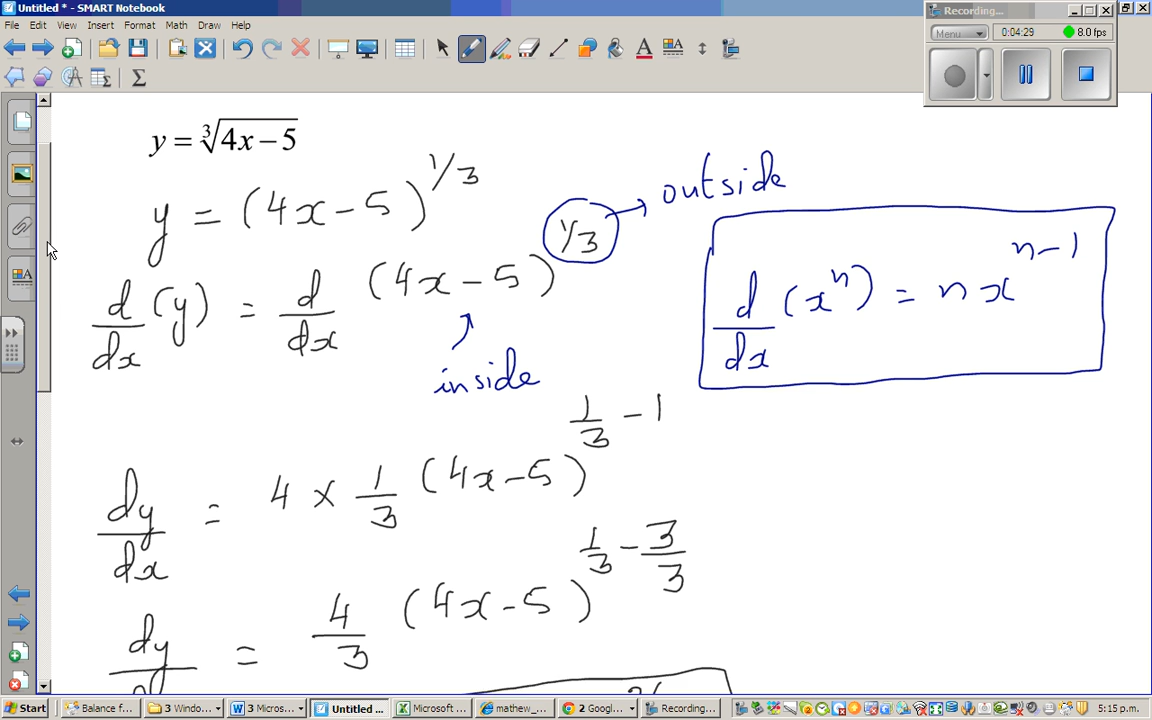 Untitled * - SMART Notebook
File Edit View Insert Format Math Draw Help
Recording...
Menu 0:04:29 8.0 fps
y = ∛(4x – 5)
y = (4x – 5)^1/3
1/3 → outside
d/dx (y) = d/dx (4x – 5)
inside
d/dx (x^n) = n x^n–1
dy/dx = 4 × 1/3 (4x – 5)^1/3 – 1
dy = 4/3 (4x – 5)^1/3 – 3/3
Start Balance f... 3 Windo... 3 Micros... Untitled ... Microsoft ... mathew_... 2 Googl... Recording... 5:15 p.m.